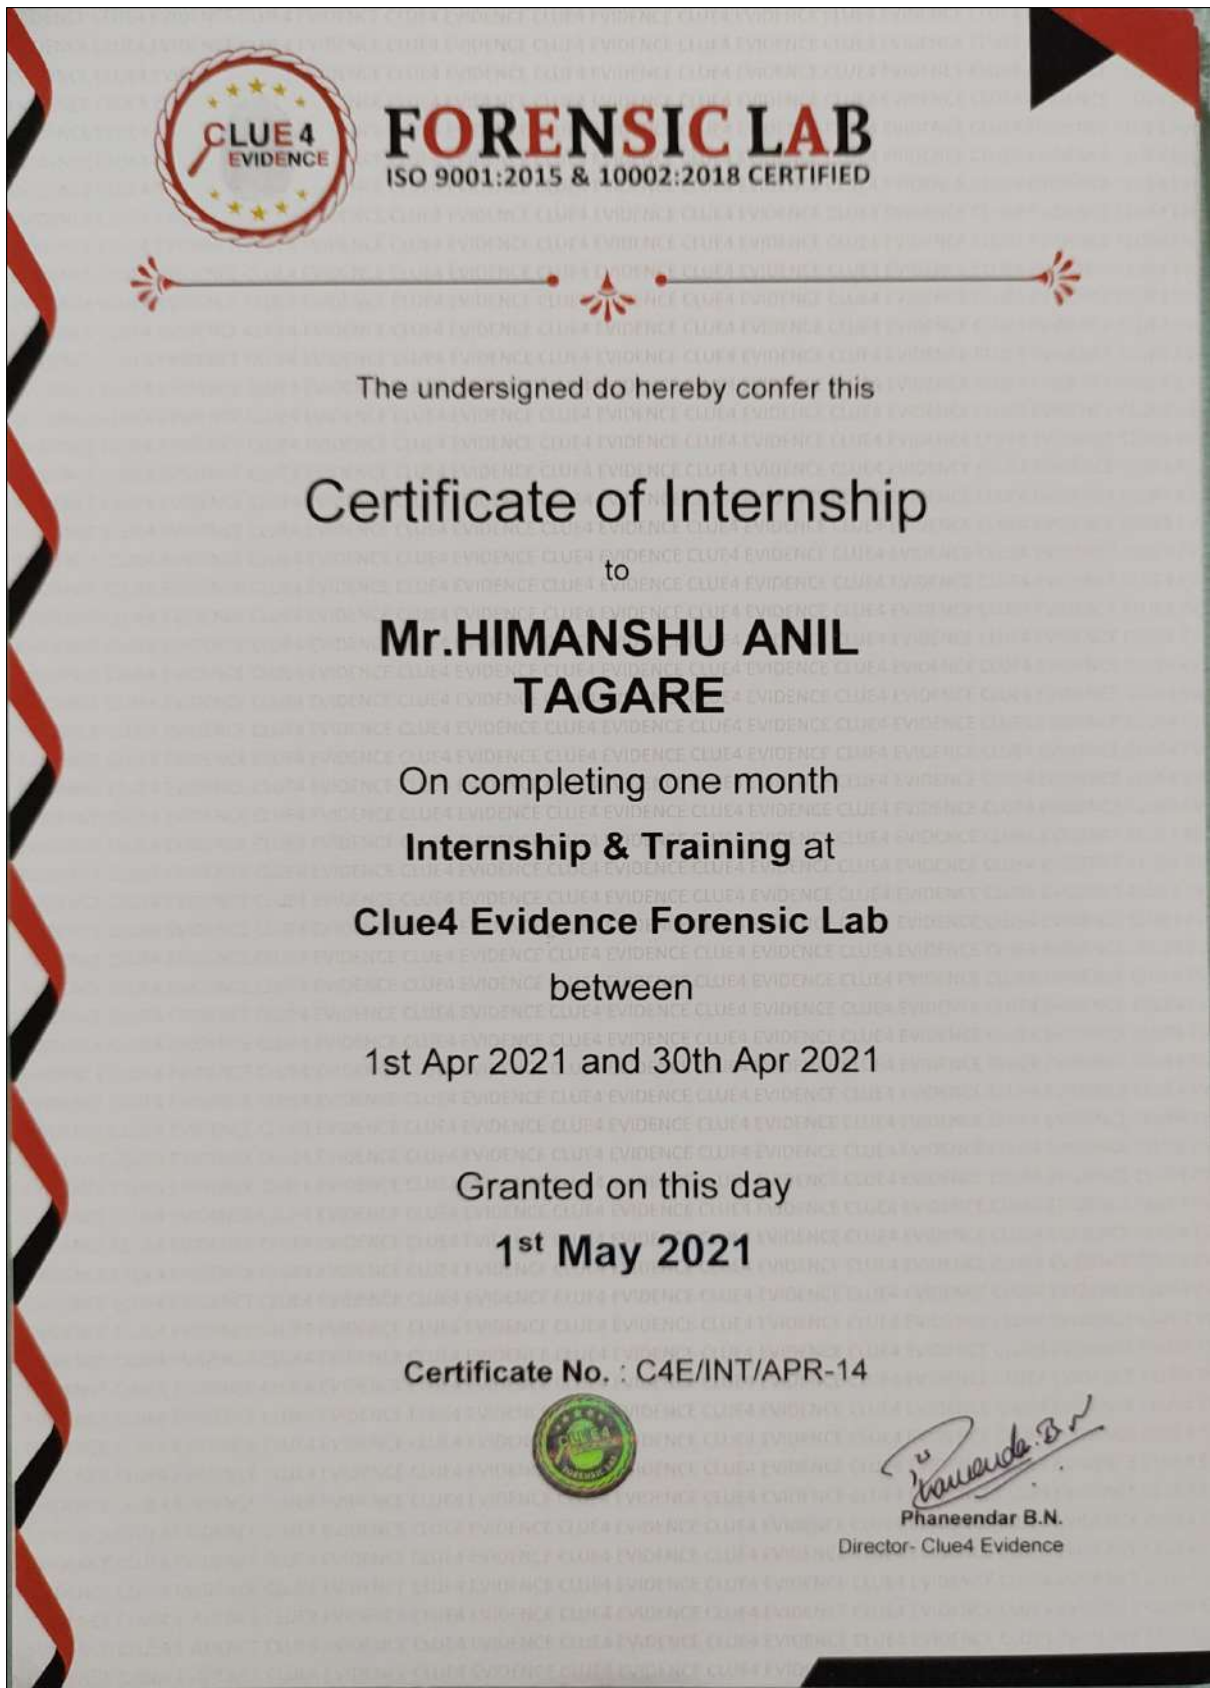 CLUE 4
EVIDENCE
FORENSIC LAB
ISO 9001:2015 & 10002:2018 CERTIFIED
The undersigned do hereby confer this
Certificate of Internship
to
Mr.HIMANSHU ANIL
TAGARE
On completing one month
Internship & Training at
Clue4 Evidence Forensic Lab
between
1st Apr 2021 and 30th Apr 2021
Granted on this day
1st May 2021
Certificate No. : C4E/INT/APR-14
CLUE4
FORENSIC LAB
Phaneendar B.N.
Director- Clue4 Evidence